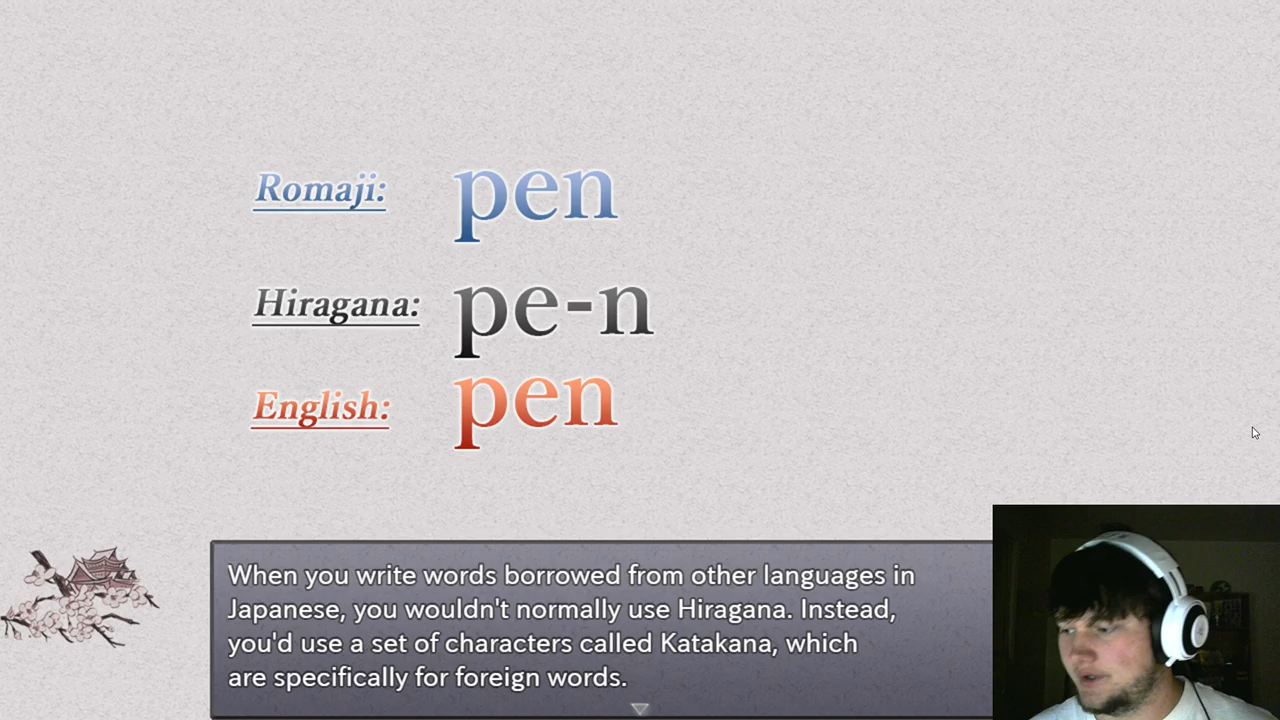 Romaji: pen
Hiragana: pe-n
English: pen
When you write words borrowed from other languages in
Japanese, you wouldn't normally use Hiragana. Instead,
you'd use a set of characters called Katakana, which
are specifically for foreign words.